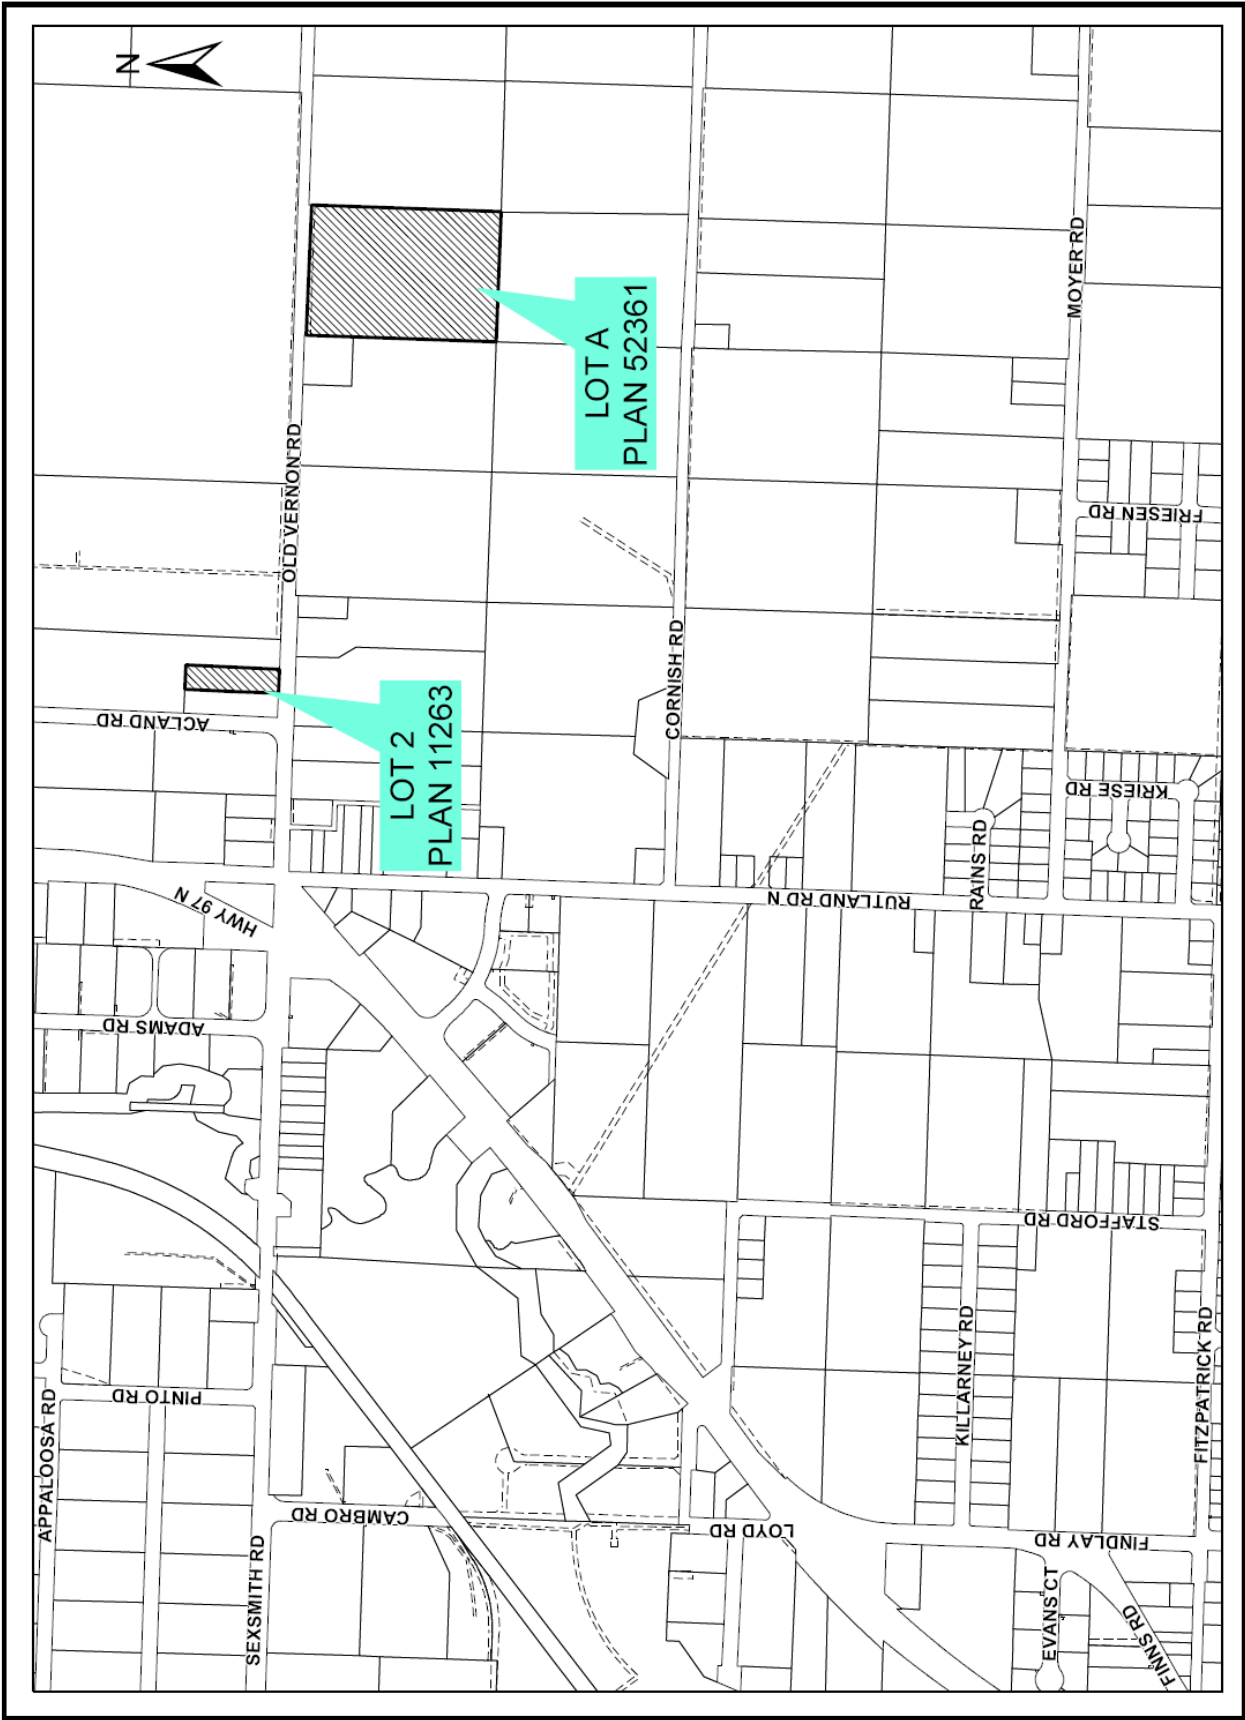 N
OLD VERNON RD
LOT A
PLAN 52361
MOYER RD
FRIESEN RD
ACLAND RD
LOT 2
PLAN 11263
CORNISH RD
KRIESE RD
RAINS RD
RUTLAND RD N
HWY 97 N
ADAMS RD
STAFFORD RD
KILLARNEY RD
FITZPATRICK RD
PINTO RD
APPALOOSA RD
CAMBRO RD
SEXSMITH RD
LOYD RD
FINDLAY RD
EVANS CT
FINNS RD